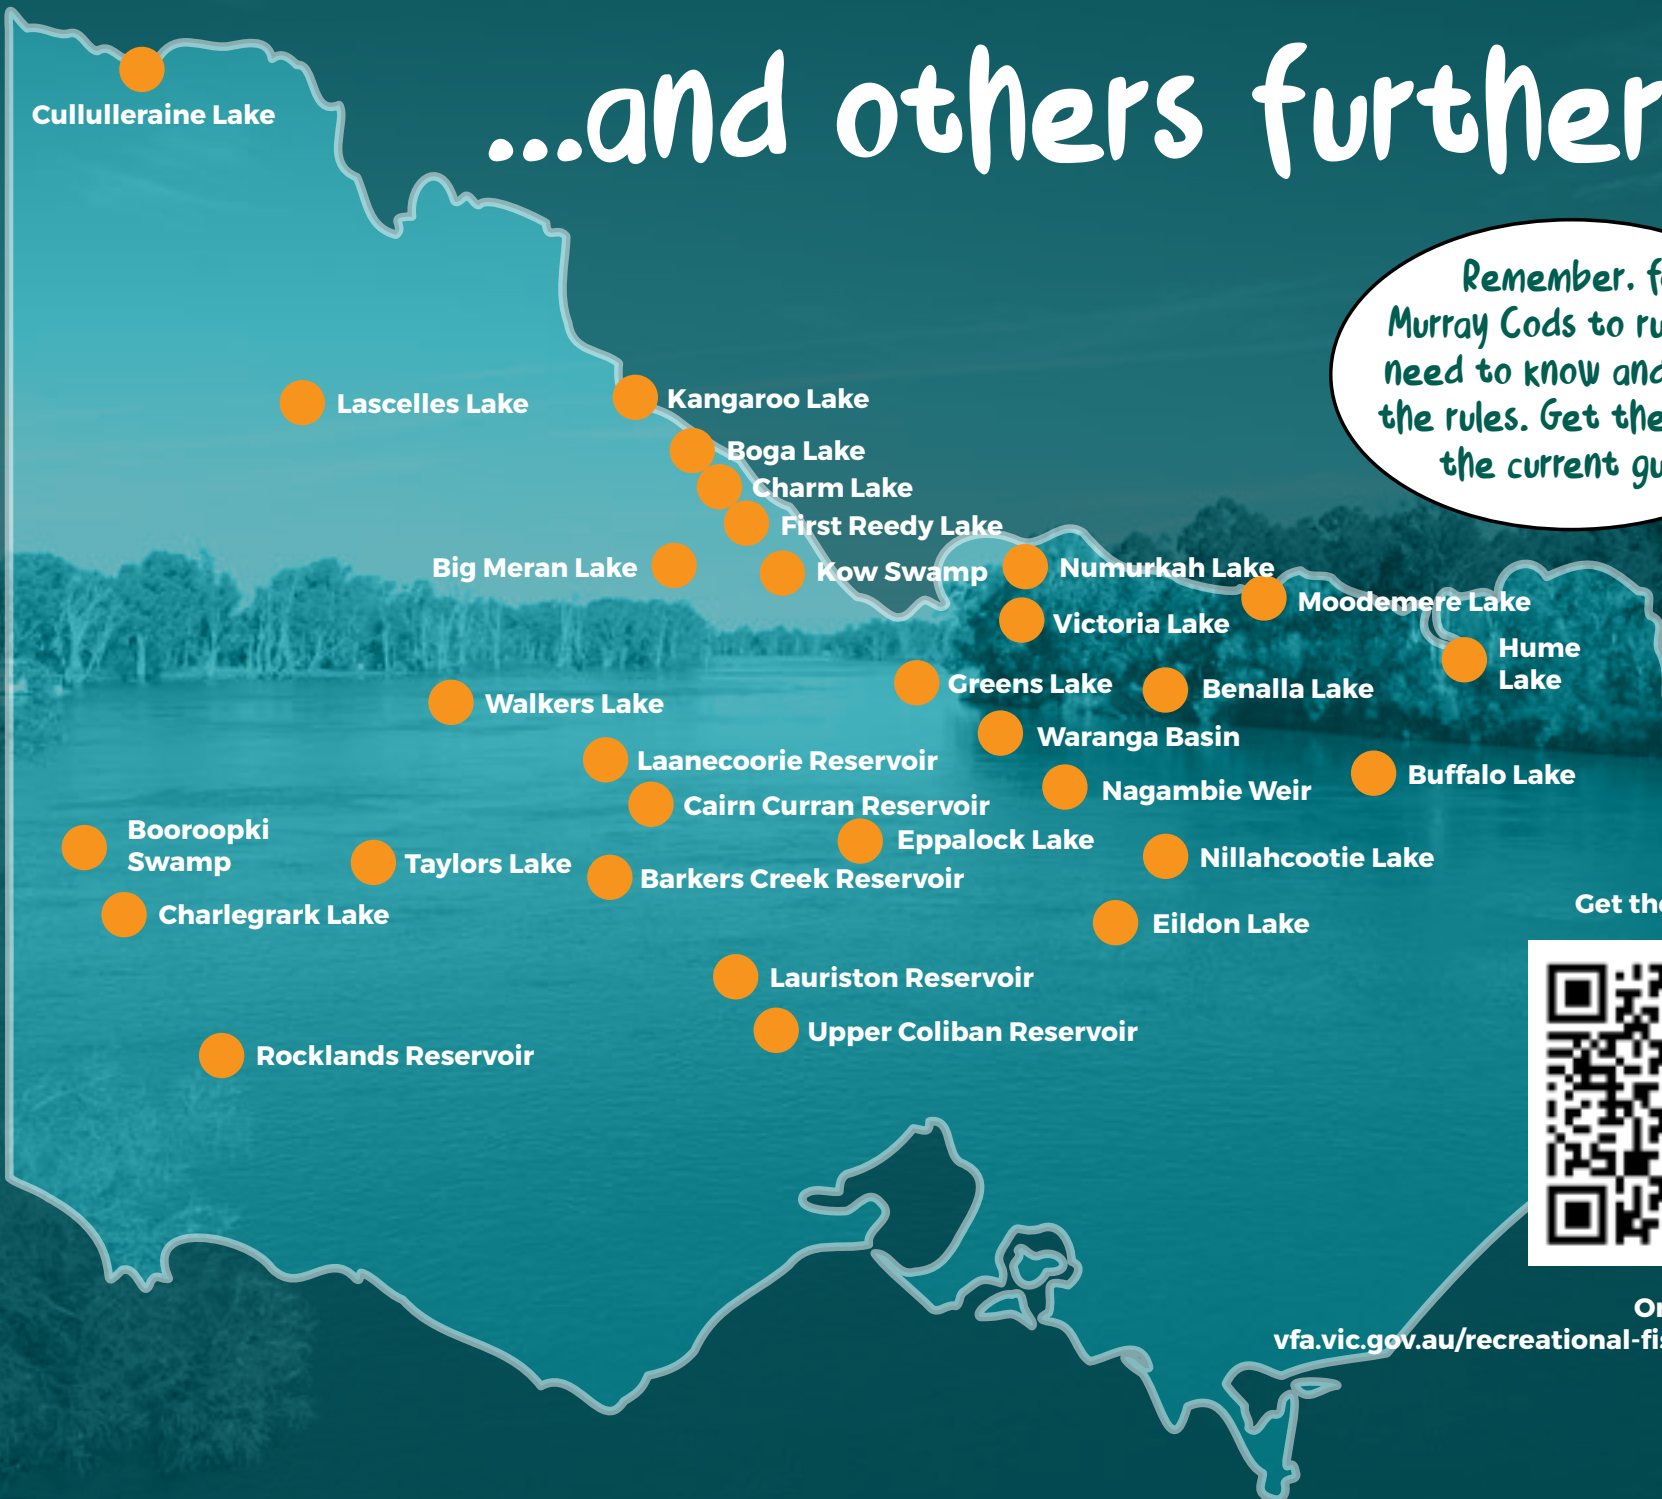 ...and others further
Cullulleraine Lake
Remember, f
Murray Cods to ru
need to know and
the rules. Get the
the current gu
Lascelles Lake
Kangaroo Lake
Boga Lake
Charm Lake
First Reedy Lake
Big Meran Lake
Kow Swamp
Numurkah Lake
Moodemere Lake
Victoria Lake
Hume
Lake
Greens Lake
Benalla Lake
Walkers Lake
Waranga Basin
Laanecoorie Reservoir
Buffalo Lake
Nagambie Weir
Cairn Curran Reservoir
Booroopki
Swamp
Eppalock Lake
Nillahcootie Lake
Taylors Lake
Barkers Creek Reservoir
Charlegrark Lake
Eildon Lake
Get the
Lauriston Reservoir
Upper Coliban Reservoir
Rocklands Reservoir
Or
vfa.vic.gov.au/recreational-fis